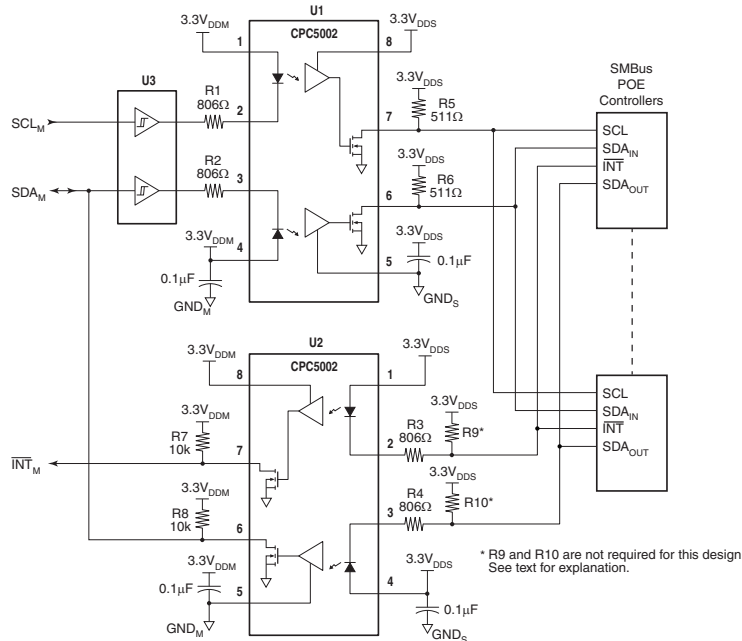 U1
CPC5002
3.3V_DDM
1
8
3.3V_DDS
U3
R1
806Ω
2
SCL_M
R2
806Ω
3
SDA_M
3.3V_DDM
4
0.1μF
GND_M
3.3V_DDS
7
R5
511Ω
3.3V_DDS
6
R6
511Ω
3.3V_DDS
5
0.1μF
GND_S
SMBus
POE
Controllers
SCL
SDA_IN
I̅N̅T̅
SDA_OUT
U2
CPC5002
3.3V_DDM
8
1
3.3V_DDS
3.3V_DDM
R7
10k
7
I̅N̅T̅_M
3.3V_DDM
R8
10k
6
0.1μF
5
GND_M
2
R3
806Ω
3.3V_DDS
R9*
3
R4
806Ω
3.3V_DDS
R10*
4
3.3V_DDS
0.1μF
GND_S
SCL
SDA_IN
I̅N̅T̅
SDA_OUT
* R9 and R10 are not required for this design
See text for explanation.